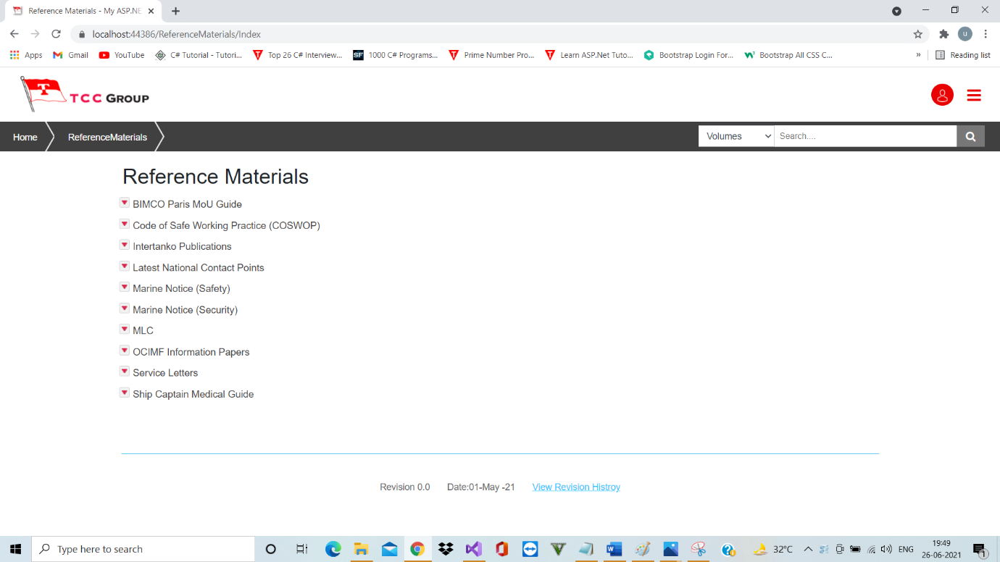 Reference Materials - My ASP.NE
localhost:44386/ReferenceMaterials/Index
u
Apps Gmail YouTube C# Tutorial - Tutori... Top 26 C# Interview... SF 1000 C# Programs... Prime Number Pro... Learn ASP.Net Tuto... Bootstrap Login For... Bootstrap All CSS C... » Reading list
T TCC GROUP
Home ReferenceMaterials Volumes Search....
Reference Materials
BIMCO Paris MoU Guide
Code of Safe Working Practice (COSWOP)
Intertanko Publications
Latest National Contact Points
Marine Notice (Safety)
Marine Notice (Security)
MLC
OCIMF Information Papers
Service Letters
Ship Captain Medical Guide
Revision 0.0 Date:01-May -21 View Revision Histroy
Type here to search 32°C ENG 19:49
26-06-2021 1